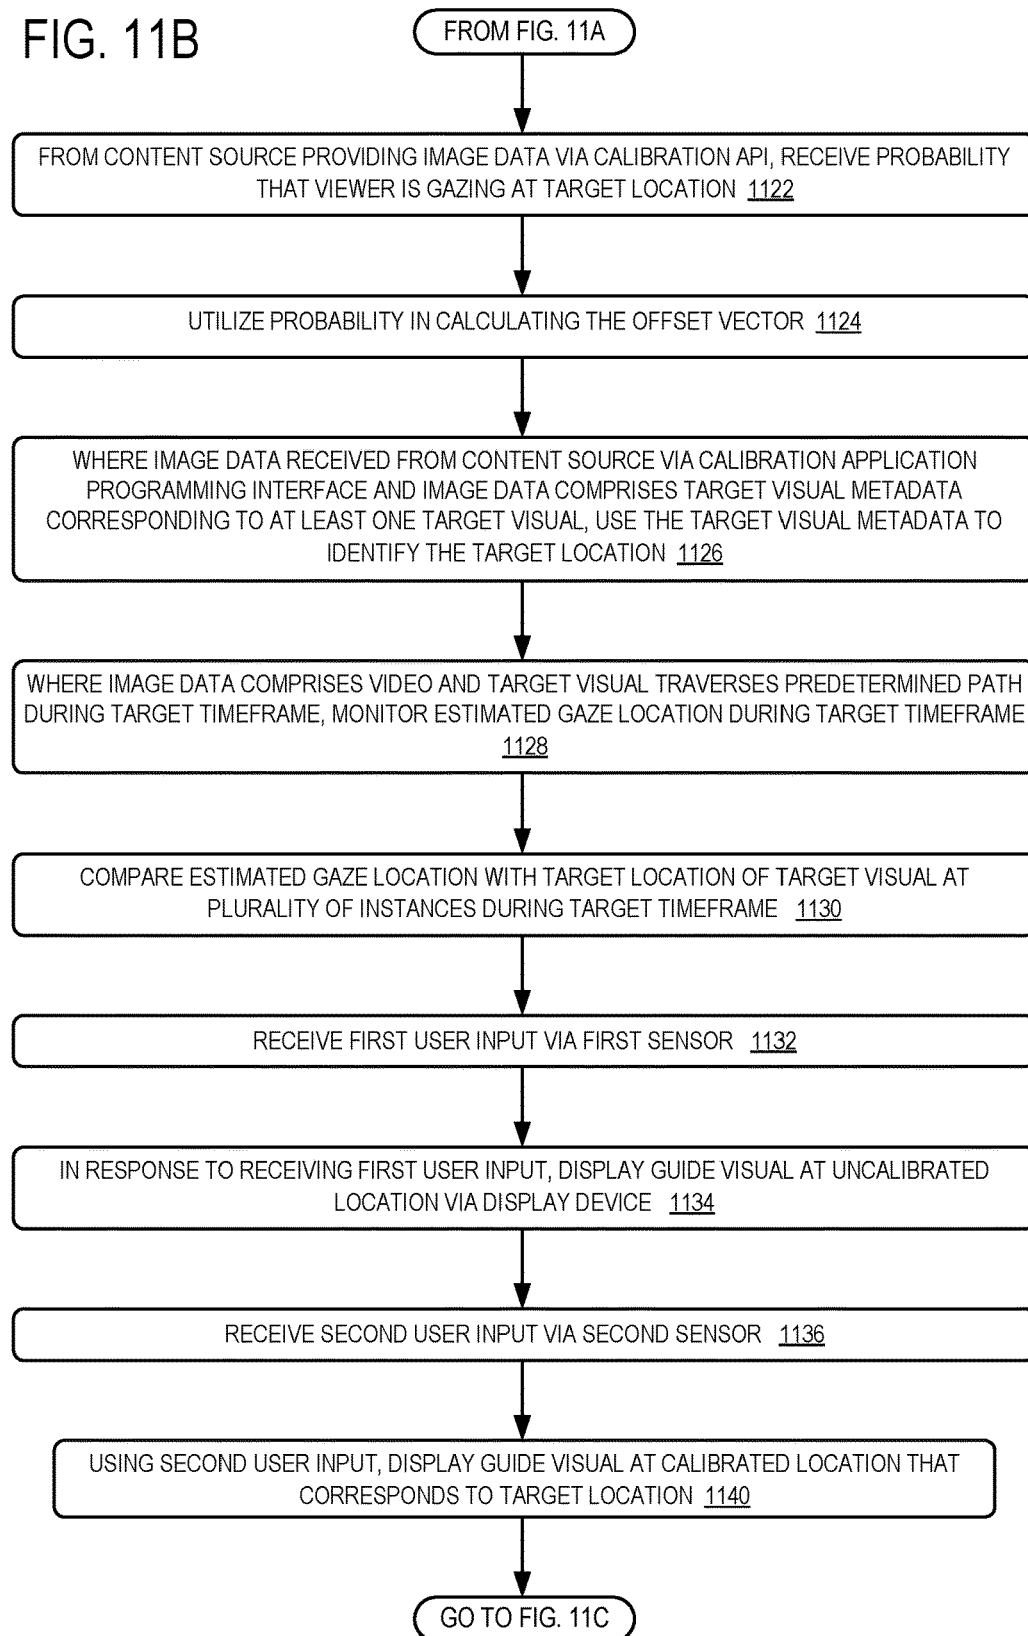 FIG. 11B
FROM FIG. 11A
FROM CONTENT SOURCE PROVIDING IMAGE DATA VIA CALIBRATION API, RECEIVE PROBABILITY
THAT VIEWER IS GAZING AT TARGET LOCATION 1122
UTILIZE PROBABILITY IN CALCULATING THE OFFSET VECTOR 1124
WHERE IMAGE DATA RECEIVED FROM CONTENT SOURCE VIA CALIBRATION APPLICATION
PROGRAMMING INTERFACE AND IMAGE DATA COMPRISES TARGET VISUAL METADATA
CORRESPONDING TO AT LEAST ONE TARGET VISUAL, USE THE TARGET VISUAL METADATA TO
IDENTIFY THE TARGET LOCATION 1126
WHERE IMAGE DATA COMPRISES VIDEO AND TARGET VISUAL TRAVERSES PREDETERMINED PATH
DURING TARGET TIMEFRAME, MONITOR ESTIMATED GAZE LOCATION DURING TARGET TIMEFRAME
1128
COMPARE ESTIMATED GAZE LOCATION WITH TARGET LOCATION OF TARGET VISUAL AT
PLURALITY OF INSTANCES DURING TARGET TIMEFRAME 1130
RECEIVE FIRST USER INPUT VIA FIRST SENSOR 1132
IN RESPONSE TO RECEIVING FIRST USER INPUT, DISPLAY GUIDE VISUAL AT UNCALIBRATED
LOCATION VIA DISPLAY DEVICE 1134
RECEIVE SECOND USER INPUT VIA SECOND SENSOR 1136
USING SECOND USER INPUT, DISPLAY GUIDE VISUAL AT CALIBRATED LOCATION THAT
CORRESPONDS TO TARGET LOCATION 1140
GO TO FIG. 11C